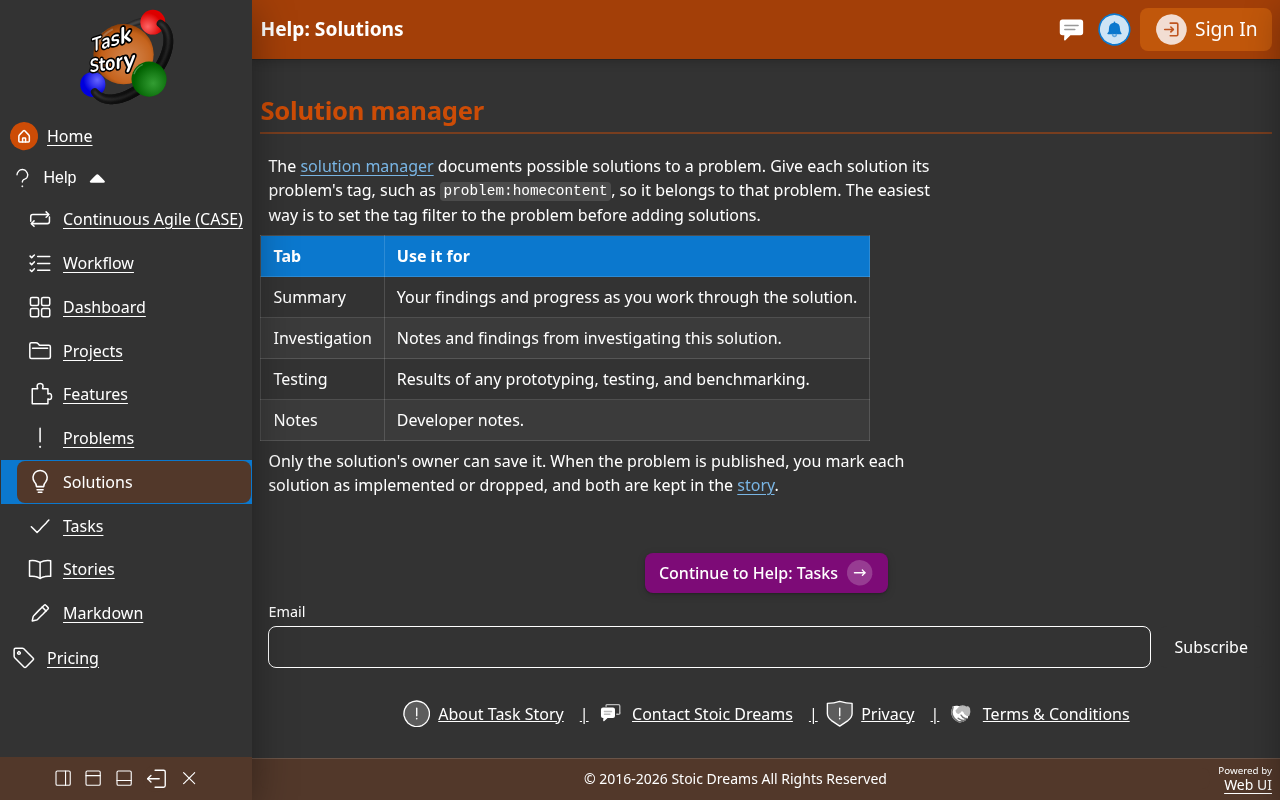 Task
Story
Home
Help
Continuous Agile (CASE)
Workflow
Dashboard
Projects
Features
Problems
Solutions
Tasks
Stories
Markdown
Pricing
Help: Solutions
Sign In
Solution manager
The solution manager documents possible solutions to a problem. Give each solution its
problem's tag, such as problem:homecontent, so it belongs to that problem. The easiest
way is to set the tag filter to the problem before adding solutions.
Tab Use it for
Summary Your findings and progress as you work through the solution.
Investigation Notes and findings from investigating this solution.
Testing Results of any prototyping, testing, and benchmarking.
Notes Developer notes.
Only the solution's owner can save it. When the problem is published, you mark each
solution as implemented or dropped, and both are kept in the story.
Continue to Help: Tasks
Email
Subscribe
About Task Story | Contact Stoic Dreams | Privacy | Terms & Conditions
© 2016-2026 Stoic Dreams All Rights Reserved
Powered by
Web UI